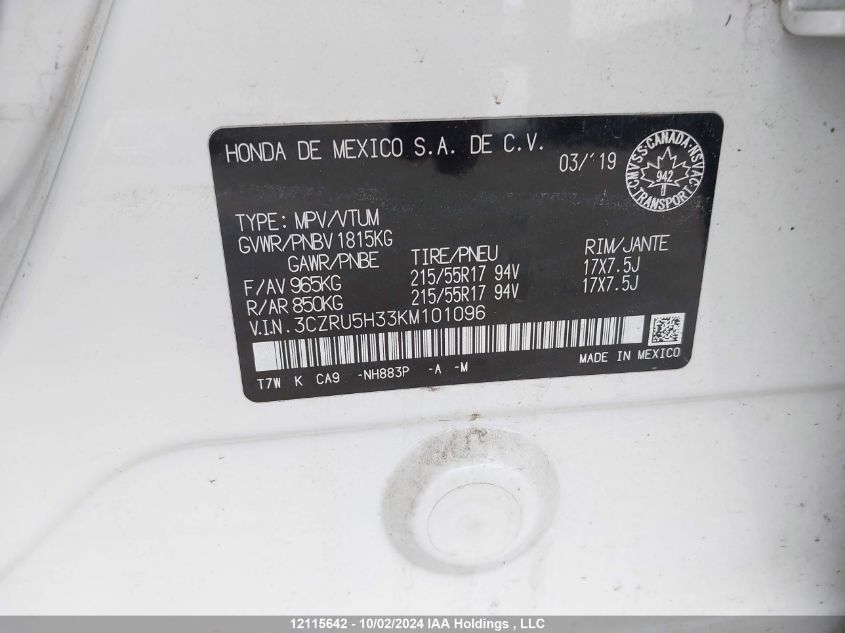 HONDA DE MEXICO S.A. DE C.V.
03/'19
CMVSS·CANADA·NSVAC
942
TRANSPORT
TYPE: MPV/VTUM
GVWR/PNBV 1815KG
GAWR/PNBE TIRE/PNEU RIM/JANTE
F/AV 965KG 215/55R17 94V 17X7.5J
R/AR 850KG 215/55R17 94V 17X7.5J
V.I.N. 3CZRU5H33KM101096
MADE IN MEXICO
T7W K CA9 -NH883P -A -M
12115642 - 10/02/2024 IAA Holdings , LLC